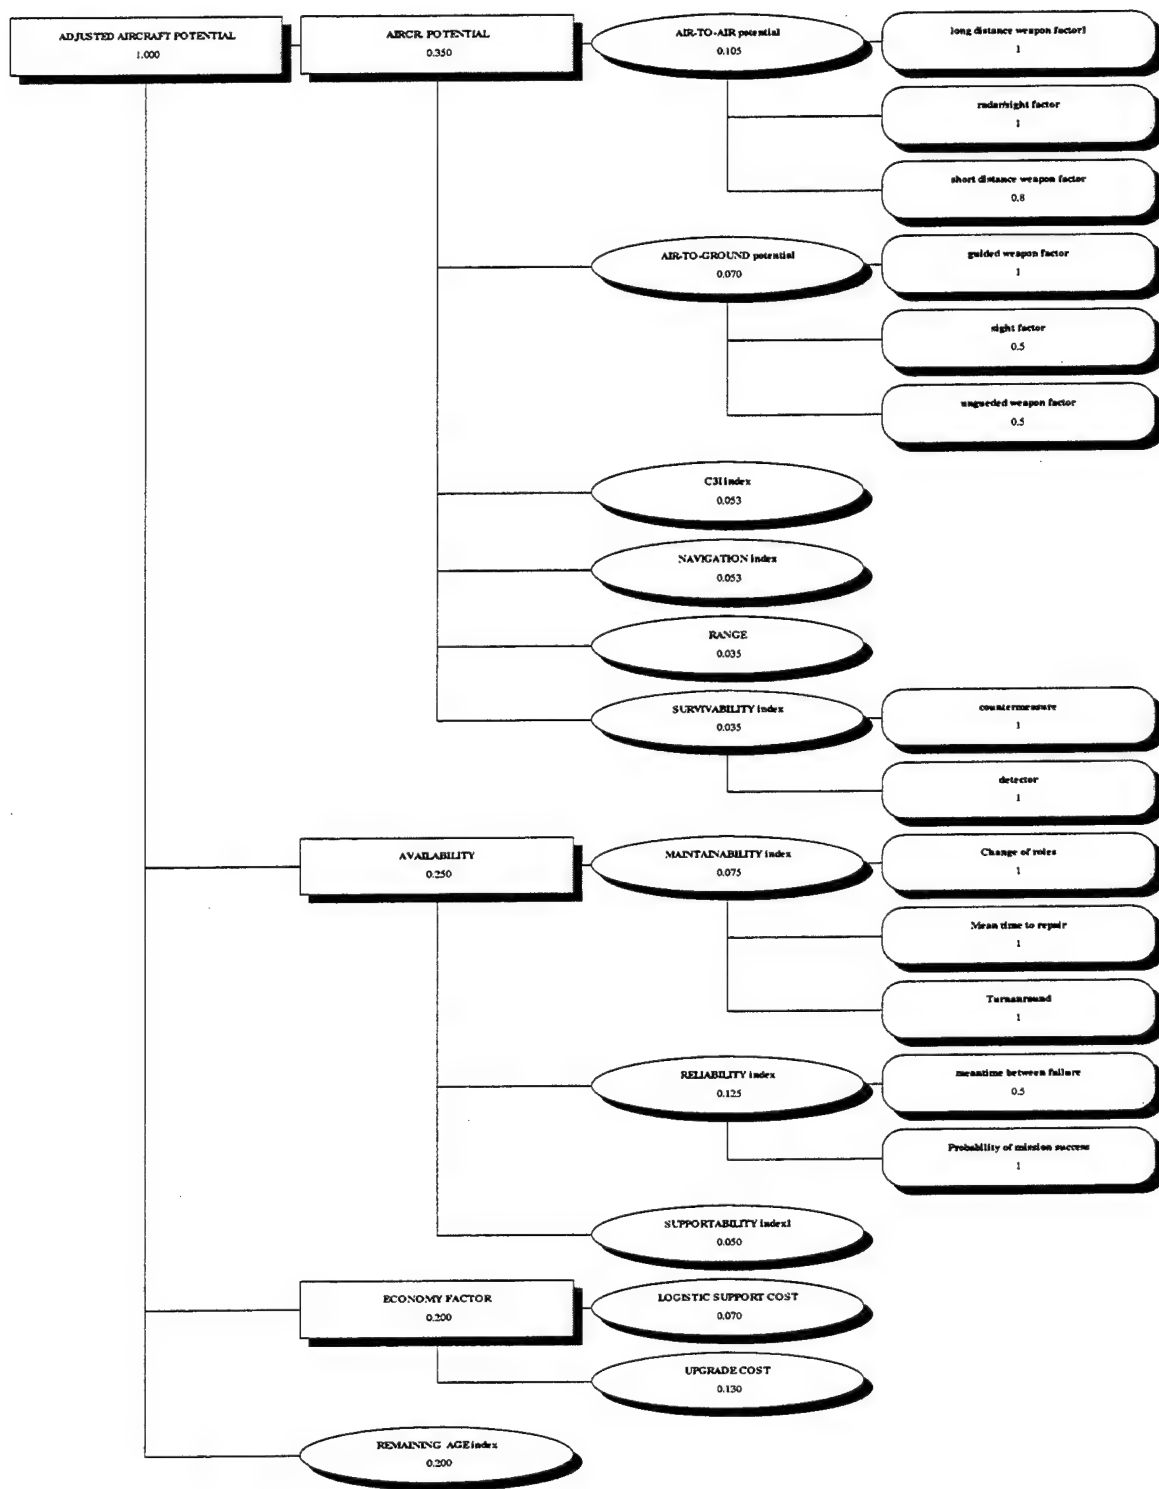 ADJUSTED AIRCRAFT POTENTIAL
1.000
AIRCR. POTENTIAL
0.350
AIR-TO-AIR potential
0.105
long distance weapon factor1
1
radar/sight factor
1
short distance weapon factor
0.8
AIR-TO-GROUND potential
0.070
guided weapon factor
1
sight factor
0.5
ungueded weapon factor
0.5
C3I index
0.053
NAVIGATION index
0.053
RANGE
0.035
SURVIVABILITY index
0.035
countermeasure
1
detector
1
AVAILABILITY
0.250
MAINTAINABILITY index
0.075
Change of roles
1
Mean time to repair
1
Turnaround
1
RELIABILITY index
0.125
meantime between failure
0.5
Probability of mission success
1
SUPPORTABILITY index1
0.050
ECONOMY FACTOR
0.200
LOGISTIC SUPPORT COST
0.070
UPGRADE COST
0.130
REMAINING AGE index
0.200